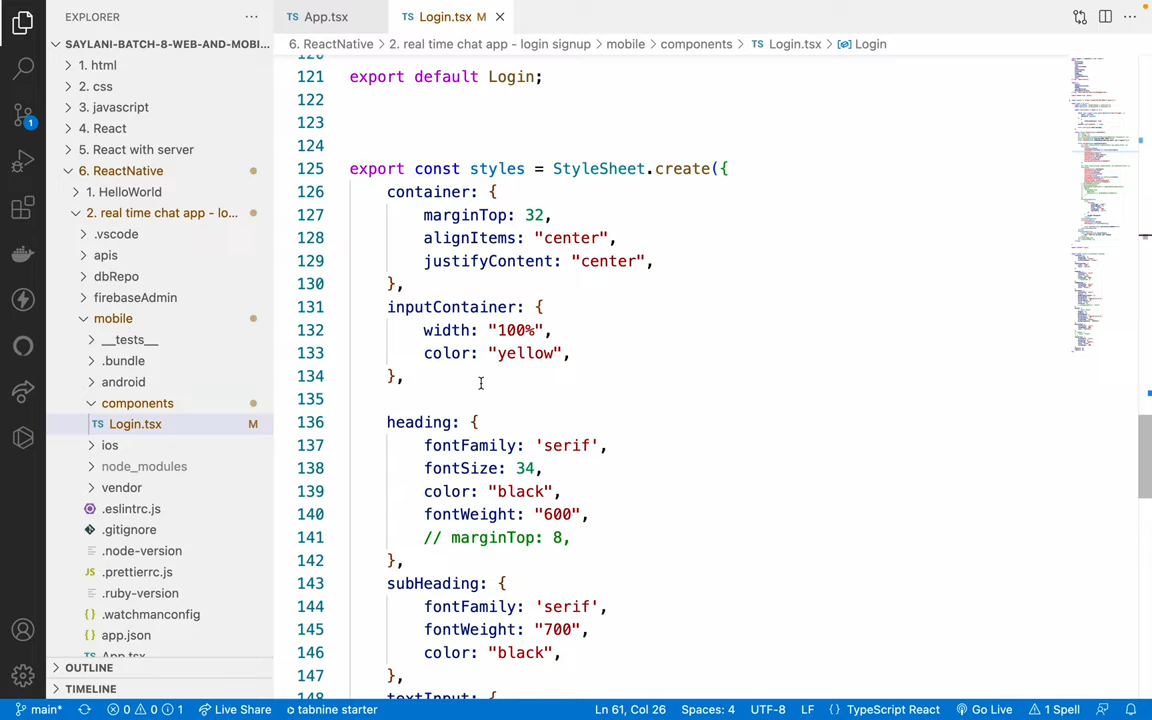 EXPLORER
App.tsx
Login.tsx M
SAYLANI-BATCH-8-WEB-AND-MOBI...
6. ReactNative > 2. real time chat app - login signup > mobile > components > TS Login.tsx > Login
1. html
2. css
3. javascript
4. React
5. React with server
6. ReactNative
1. HelloWorld
2. real time chat app - lo...
.vscode
apis
dbRepo
firebaseAdmin
mobile
__tests__
.bundle
android
components
TS Login.tsx M
ios
node_modules
vendor
.eslintrc.js
.gitignore
.node-version
.prettierrc.js
.ruby-version
.watchmanconfig
app.json
App.tsx
OUTLINE
TIMELINE
121 export default Login;
122
123
124
125 export const styles = StyleSheet.create({
126 container: {
127 marginTop: 32,
128 alignItems: "center",
129 justifyContent: "center",
130 },
131 inputContainer: {
132 width: "100%",
133 color: "yellow",
134 },
135
136 heading: {
137 fontFamily: 'serif',
138 fontSize: 34,
139 color: "black",
140 fontWeight: "600",
141 // marginTop: 8,
142 },
143 subHeading: {
144 fontFamily: 'serif',
145 fontWeight: "700",
146 color: "black",
147 },
148 textInput: {
main* 0 0 1 Live Share tabnine starter Ln 61, Col 26 Spaces: 4 UTF-8 LF {} TypeScript React Go Live 1 Spell